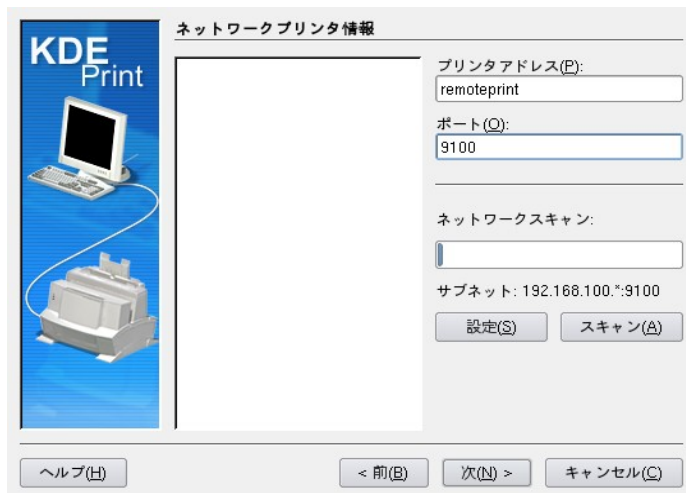 KDE
Print
ネットワークプリンタ情報
プリンタアドレス(P):
remoteprint
ポート(O):
9100
ネットワークスキャン:
サブネット: 192.168.100.*:9100
設定(S)
スキャン(A)
ヘルプ(H)
< 前(B)
次(N) >
キャンセル(C)